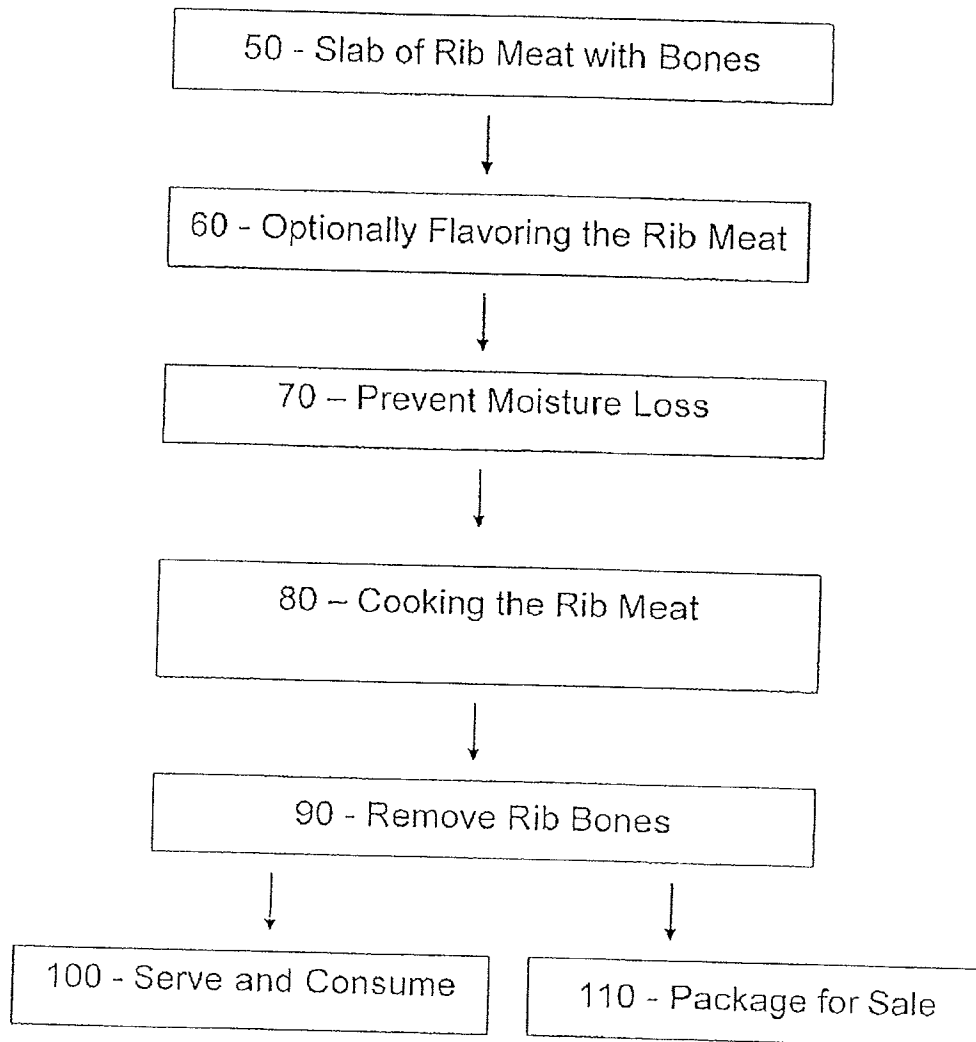 50 - Slab of Rib Meat with Bones
60 - Optionally Flavoring the Rib Meat
70 – Prevent Moisture Loss
80 – Cooking the Rib Meat
90 - Remove Rib Bones
100 - Serve and Consume
110 - Package for Sale